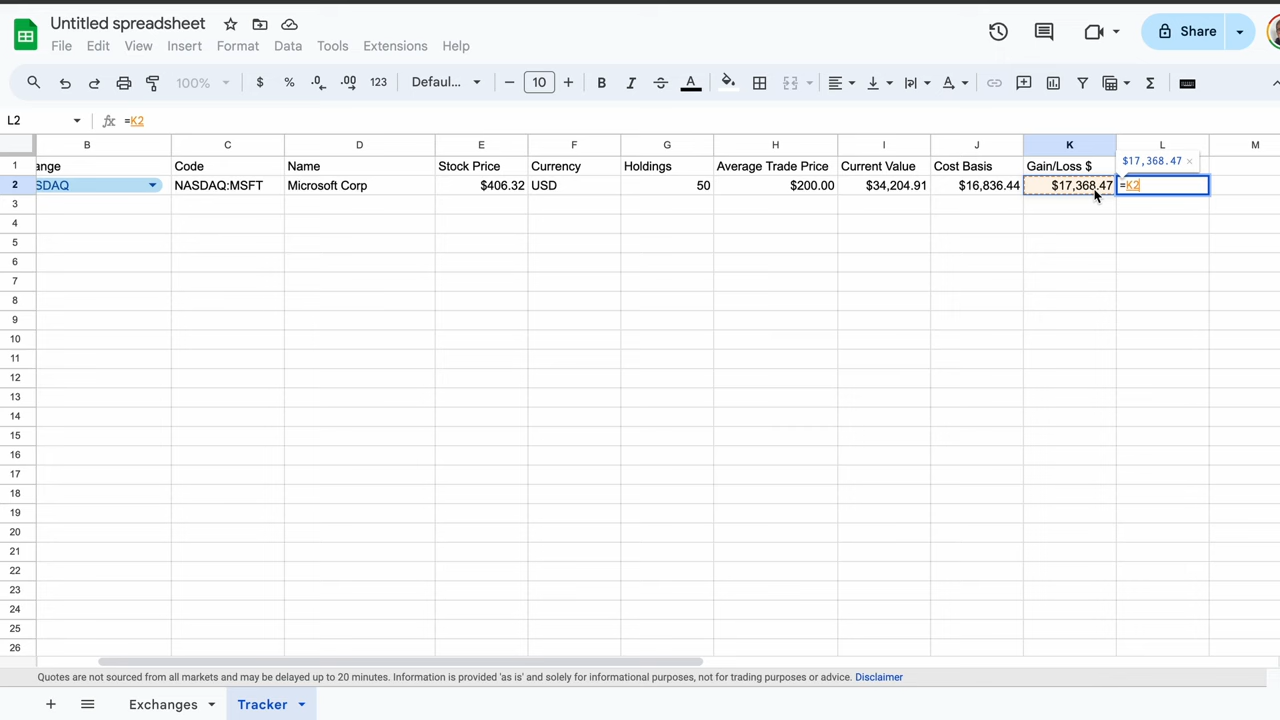 Untitled spreadsheet
File Edit View Insert Format Data Tools Extensions Help
Share
100% $ % .0 .00 123 Defaul... 10 B I A
L2 fx =K2
B C D E F G H I J K L M
$17,368.47 ×
1 ange Code Name Stock Price Currency Holdings Average Trade Price Current Value Cost Basis Gain/Loss $
2 SDAQ NASDAQ:MSFT Microsoft Corp $406.32 USD 50 $200.00 $34,204.91 $16,836.44 $17,368.47 =K2
3
4
5
6
7
8
9
10
11
12
13
14
15
16
17
18
19
20
21
22
23
24
25
26
Quotes are not sourced from all markets and may be delayed up to 20 minutes. Information is provided 'as is' and solely for informational purposes, not for trading purposes or advice. Disclaimer
Exchanges Tracker